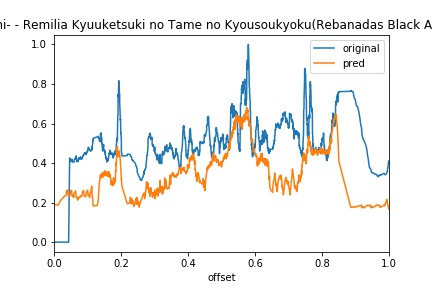 ni- - Remilia Kyuuketsuki no Tame no Kyousoukyoku(Rebanadas Black A
original
pred
1.0
0.8
0.6
0.4
0.2
0.0
0.0 0.2 0.4 0.6 0.8 1.0
offset